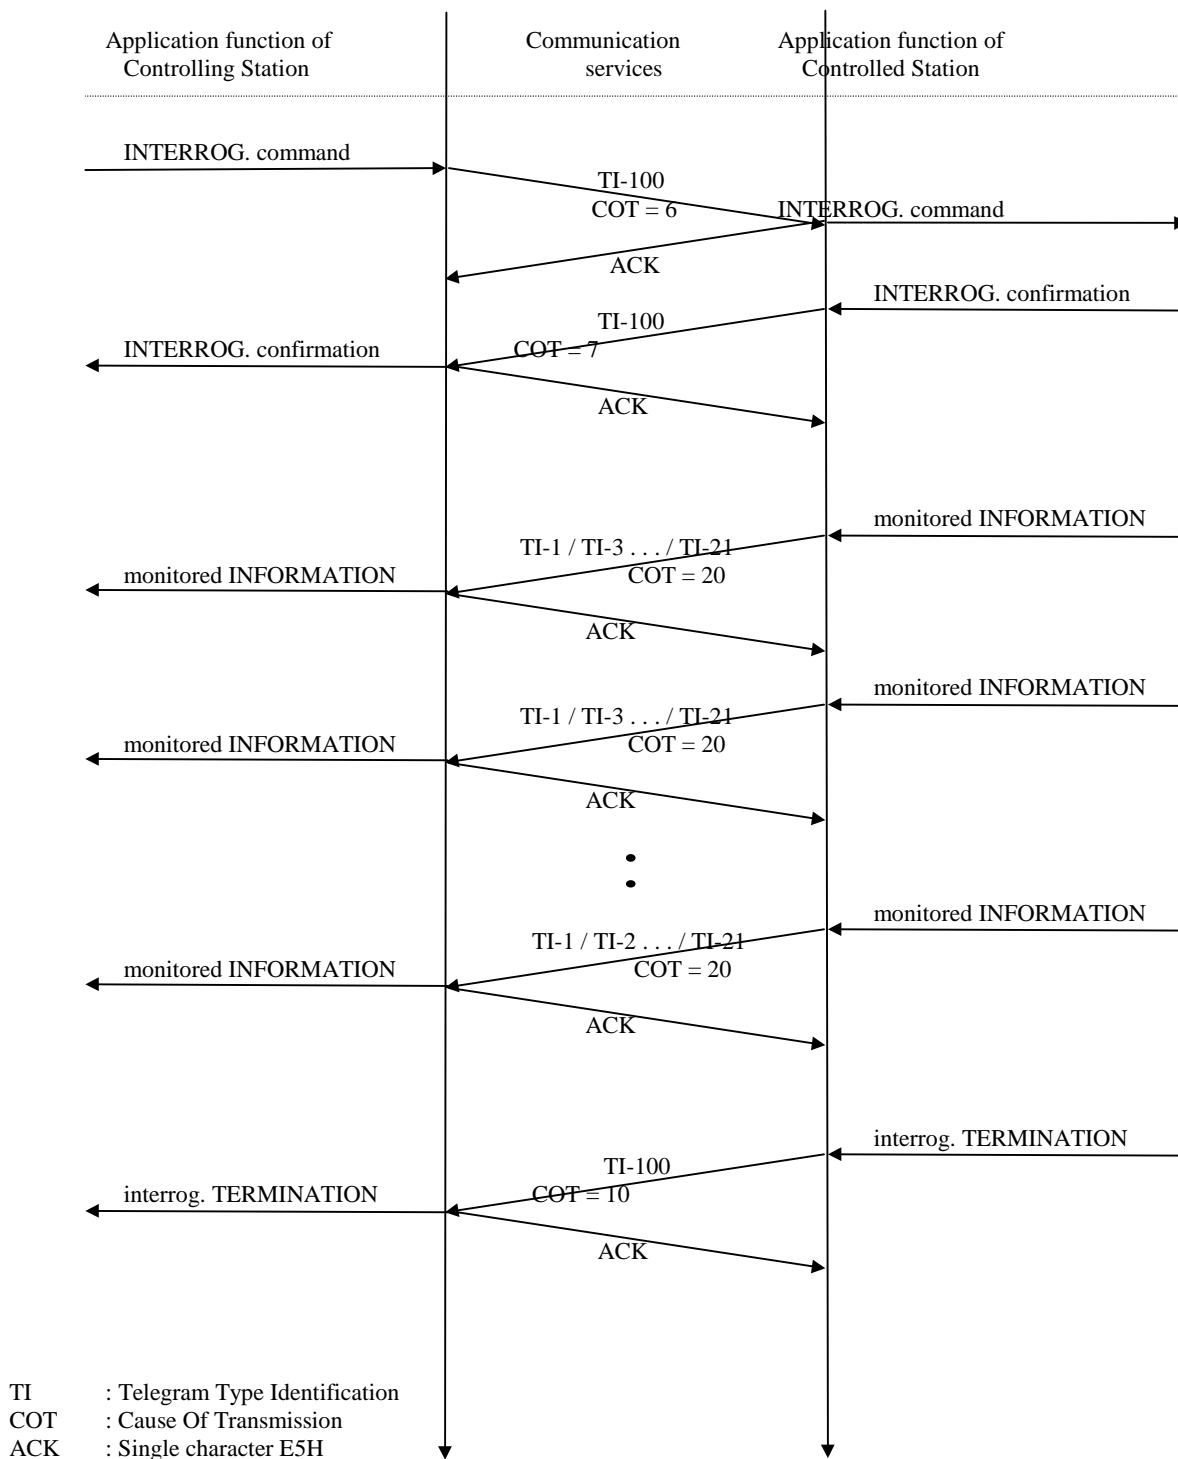 Application function of
Controlling Station
Communication
services
Application function of
Controlled Station
INTERROG. command
TI-100
COT = 6
INTERROG. command
ACK
INTERROG. confirmation
TI-100
INTERROG. confirmation
COT = 7
ACK
monitored INFORMATION
TI-1 / TI-3 . . . / TI-21
monitored INFORMATION
COT = 20
ACK
monitored INFORMATION
TI-1 / TI-3 . . . / TI-21
monitored INFORMATION
COT = 20
ACK
monitored INFORMATION
TI-1 / TI-2 . . . / TI-21
monitored INFORMATION
COT = 20
ACK
interrog. TERMINATION
TI-100
interrog. TERMINATION
COT = 10
ACK
TI : Telegram Type Identification
COT : Cause Of Transmission
ACK : Single character E5H